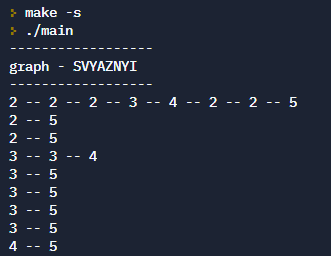 > make -s
> ./main
------------------
graph - SVYAZNYI
------------------
2 -- 2 -- 2 -- 3 -- 4 -- 2 -- 2 -- 5
2 -- 5
2 -- 5
3 -- 3 -- 4
3 -- 5
3 -- 5
3 -- 5
3 -- 5
4 -- 5